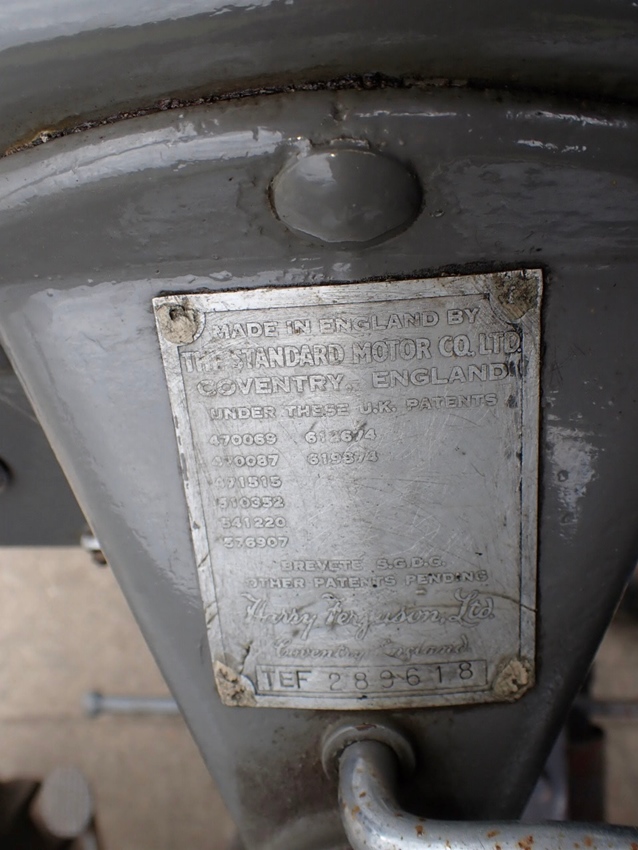 MADE IN ENGLAND BY
THE STANDARD MOTOR CO. LTD
COVENTRY. ENGLAND
UNDER THESE U.K. PATENTS
470069
470087 619874
471515
510352
541220
576907
BREVETE S.G.D.G.
OTHER PATENTS PENDING
Harry Ferguson, Ltd.
Coventry England
TEF 289618